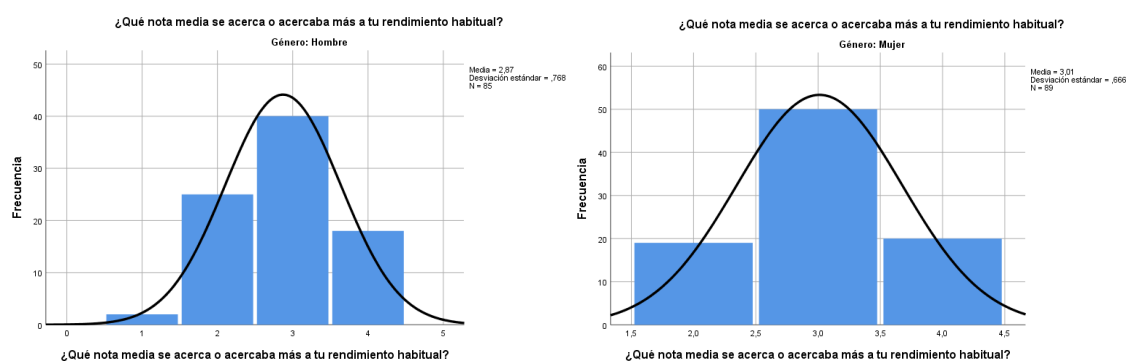 ¿Qué nota media se acerca o acercaba más a tu rendimiento habitual?
Género: Hombre
Media = 2,87
Desviación estándar = ,768
N = 85
50
40
30
20
10
0
Frecuencia
0 1 2 3 4 5
¿Qué nota media se acerca o acercaba más a tu rendimiento habitual?
¿Qué nota media se acerca o acercaba más a tu rendimiento habitual?
Género: Mujer
Media = 3,01
Desviación estándar = ,666
N = 89
60
50
40
30
20
10
0
Frecuencia
1,5 2,0 2,5 3,0 3,5 4,0 4,5
¿Qué nota media se acerca o acercaba más a tu rendimiento habitual?